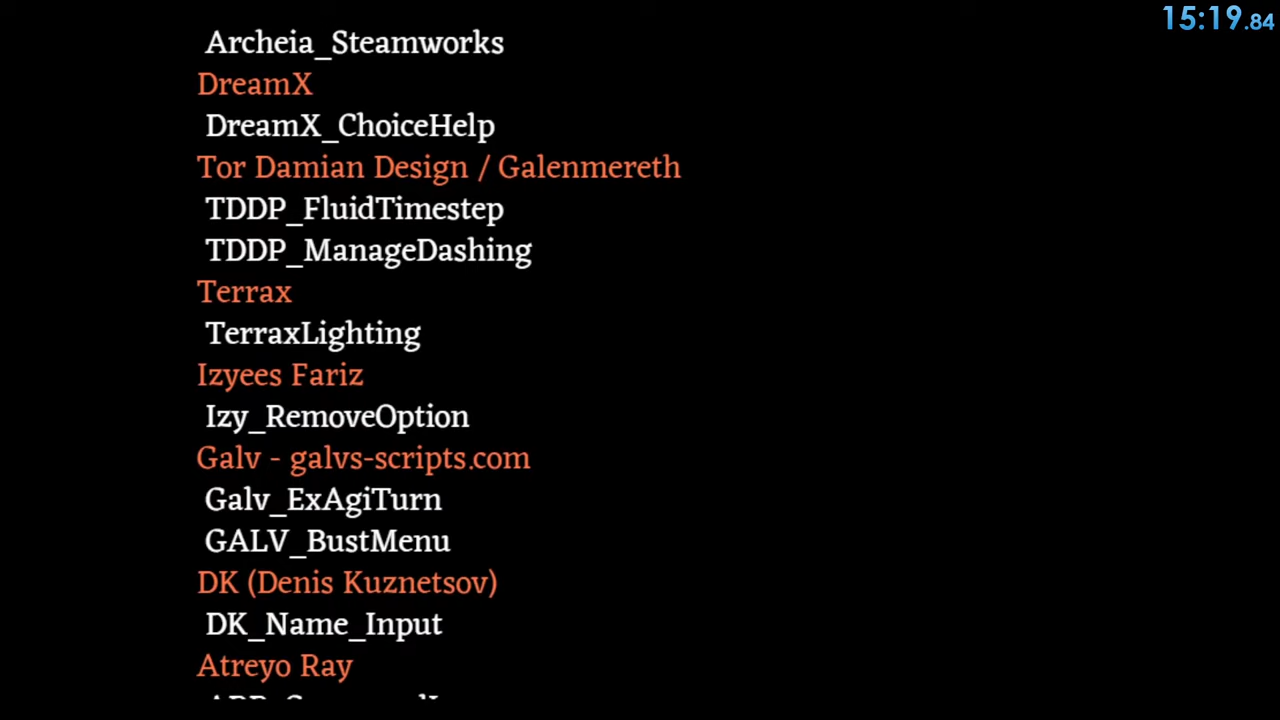 15:19.84
Archeia_Steamworks
DreamX
DreamX_ChoiceHelp
Tor Damian Design / Galenmereth
TDDP_FluidTimestep
TDDP_ManageDashing
Terrax
TerraxLighting
Izyees Fariz
Izy_RemoveOption
Galv - galvs-scripts.com
Galv_ExAgiTurn
GALV_BustMenu
DK (Denis Kuznetsov)
DK_Name_Input
Atreyo Ray